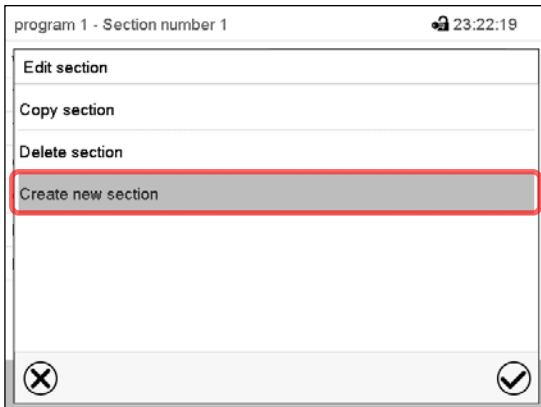 program 1 - Section number 1 23:22:19
Edit section
Copy section
Delete section
Create new section